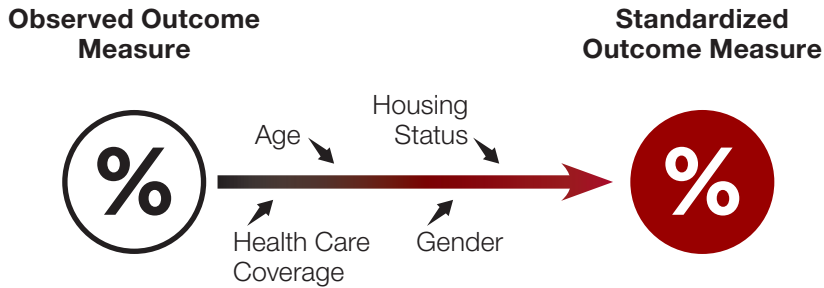 Observed Outcome
Measure
Standardized
Outcome Measure
%
Age
Housing
Status
Health Care
Coverage
Gender
%